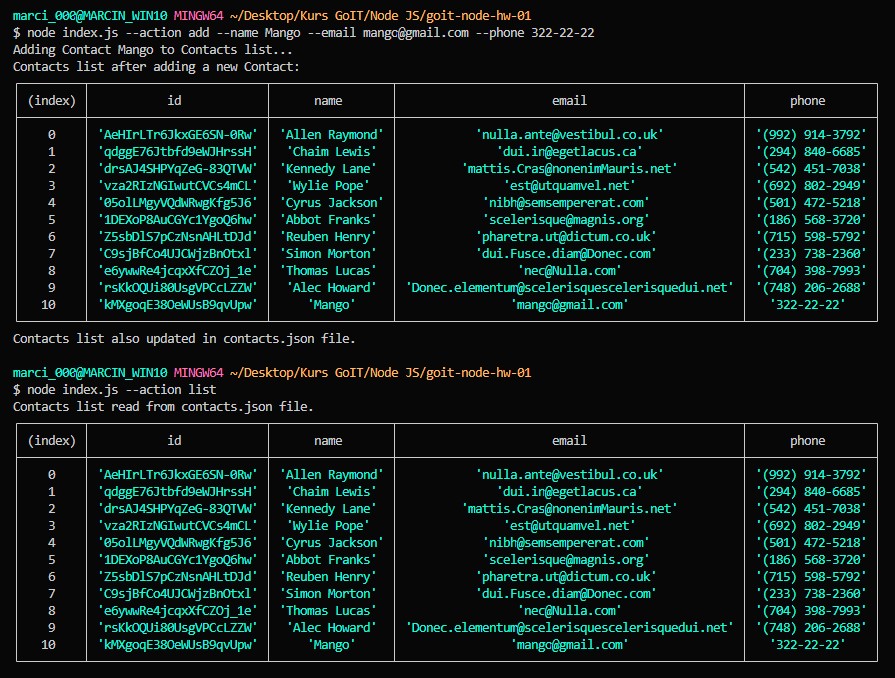 marci_000@MARCIN_WIN10 MINGW64 ~/Desktop/Kurs GoIT/Node JS/goit-node-hw-01
$ node index.js --action add --name Mango --email mango@gmail.com --phone 322-22-22
Adding Contact Mango to Contacts list...
Contacts list after adding a new Contact:
(index) id name email phone
0 'AeHIrLTr6JkxGE6SN-0Rw' 'Allen Raymond' 'nulla.ante@vestibul.co.uk' '(992) 914-3792'
1 'qdggE76Jtbfd9eWJHrssH' 'Chaim Lewis' 'dui.in@egetlacus.ca' '(294) 840-6685'
2 'drsAJ4SHPYqZeG-83QTVW' 'Kennedy Lane' 'mattis.Cras@nonenimMauris.net' '(542) 451-7038'
3 'vza2RIzNGIwutCVCs4mCL' 'Wylie Pope' 'est@utquamvel.net' '(692) 802-2949'
4 '05olLMgyVQdWRwgKfg5J6' 'Cyrus Jackson' 'nibh@semsempererat.com' '(501) 472-5218'
5 '1DEXoP8AuCGYc1YgoQ6hw' 'Abbot Franks' 'scelerisque@magnis.org' '(186) 568-3720'
6 'Z5sbDlS7pCzNsnAHLtDJd' 'Reuben Henry' 'pharetra.ut@dictum.co.uk' '(715) 598-5792'
7 'C9sjBfCo4UJCWjzBnOtxl' 'Simon Morton' 'dui.Fusce.diam@Donec.com' '(233) 738-2360'
8 'e6ywwRe4jcqxXfCZOj_1e' 'Thomas Lucas' 'nec@Nulla.com' '(704) 398-7993'
9 'rsKkOQUi80UsgVPCcLZZW' 'Alec Howard' 'Donec.elementum@scelerisquescelerisquedui.net' '(748) 206-2688'
10 'kMXgoqE38OeWUsB9qvUpw' 'Mango' 'mango@gmail.com' '322-22-22'
Contacts list also updated in contacts.json file.
marci_000@MARCIN_WIN10 MINGW64 ~/Desktop/Kurs GoIT/Node JS/goit-node-hw-01
$ node index.js --action list
Contacts list read from contacts.json file.
(index) id name email phone
0 'AeHIrLTr6JkxGE6SN-0Rw' 'Allen Raymond' 'nulla.ante@vestibul.co.uk' '(992) 914-3792'
1 'qdggE76Jtbfd9eWJHrssH' 'Chaim Lewis' 'dui.in@egetlacus.ca' '(294) 840-6685'
2 'drsAJ4SHPYqZeG-83QTVW' 'Kennedy Lane' 'mattis.Cras@nonenimMauris.net' '(542) 451-7038'
3 'vza2RIzNGIwutCVCs4mCL' 'Wylie Pope' 'est@utquamvel.net' '(692) 802-2949'
4 '05olLMgyVQdWRwgKfg5J6' 'Cyrus Jackson' 'nibh@semsempererat.com' '(501) 472-5218'
5 '1DEXoP8AuCGYc1YgoQ6hw' 'Abbot Franks' 'scelerisque@magnis.org' '(186) 568-3720'
6 'Z5sbDlS7pCzNsnAHLtDJd' 'Reuben Henry' 'pharetra.ut@dictum.co.uk' '(715) 598-5792'
7 'C9sjBfCo4UJCWjzBnOtxl' 'Simon Morton' 'dui.Fusce.diam@Donec.com' '(233) 738-2360'
8 'e6ywwRe4jcqxXfCZOj_1e' 'Thomas Lucas' 'nec@Nulla.com' '(704) 398-7993'
9 'rsKkOQUi80UsgVPCcLZZW' 'Alec Howard' 'Donec.elementum@scelerisquescelerisquedui.net' '(748) 206-2688'
10 'kMXgoqE38OeWUsB9qvUpw' 'Mango' 'mango@gmail.com' '322-22-22'